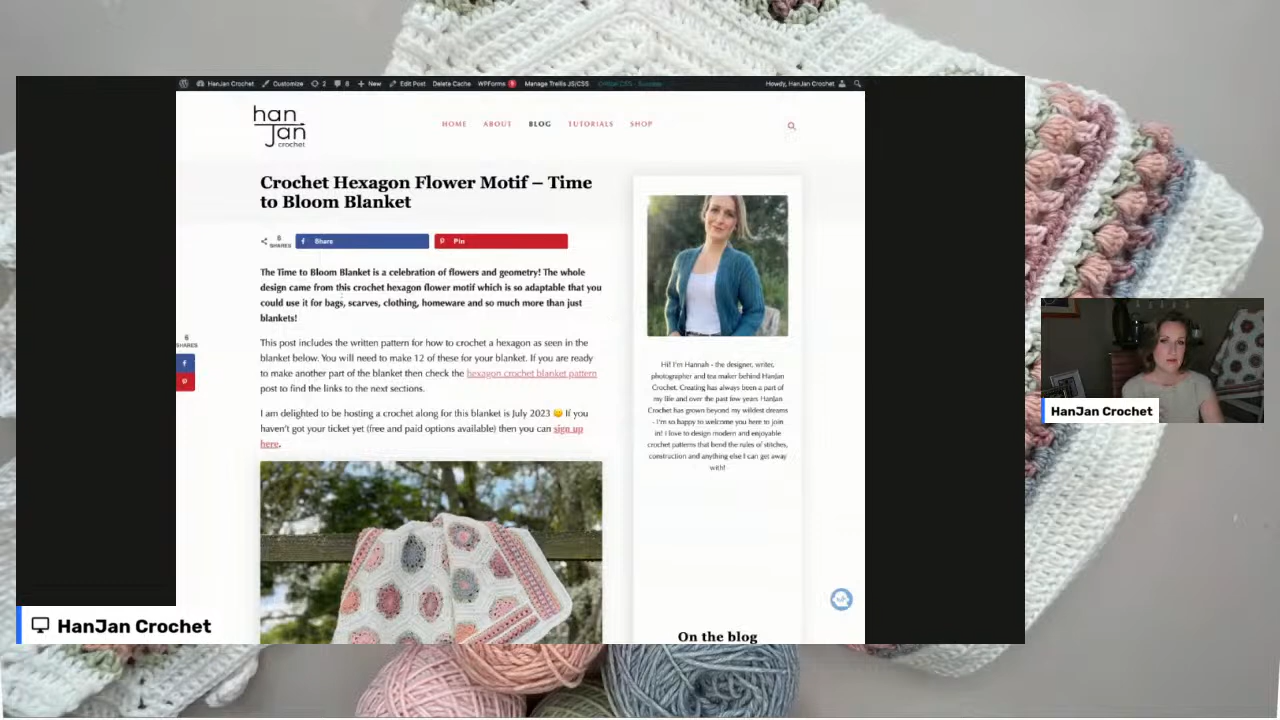 HanJan Crochet Customize 2 8 New Edit Post Delete Cache WPForms Manage Trellis JS/CSS Howdy, HanJan Crochet
han
Jan
crochet
HOME ABOUT BLOG TUTORIALS SHOP
Crochet Hexagon Flower Motif – Time
to Bloom Blanket
6
SHARES
Share
Pin
The Time to Bloom Blanket is a celebration of flowers and geometry! The whole
design came from this crochet hexagon flower motif which is so adaptable that you
could use it for bags, scarves, clothing, homeware and so much more than just
blankets!
6
SHARES
This post includes the written pattern for how to crochet a hexagon as seen in the
blanket below. You will need to make 12 of these for your blanket. If you are ready
to make another part of the blanket then check the hexagon crochet blanket pattern
post to find the links to the next sections.
I am delighted to be hosting a crochet along for this blanket is July 2023 🙂 If you
haven't got your ticket yet (free and paid options available) then you can sign up
here.
Hi! I'm Hannah - the designer, writer,
photographer and tea maker behind HanJan
Crochet. Creating has always been a part of
my life and over the past few years HanJan
Crochet has grown beyond my wildest dreams
- I'm so happy to welcome you here to join
in! I love to design modern and enjoyable
crochet patterns that bend the rules of stitches,
construction and anything else I can get away
with!
On the blog
HanJan Crochet
HanJan Crochet